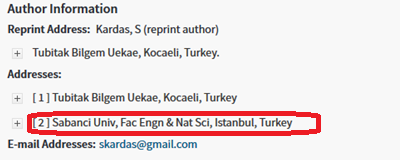 Author Information
Reprint Address: Kardas, S (reprint author)
Tubitak Bilgem Uekae, Kocaeli, Turkey.
Addresses:
[ 1 ] Tubitak Bilgem Uekae, Kocaeli, Turkey
[ 2 ] Sabanci Univ, Fac Engn & Nat Sci, Istanbul, Turkey
E-mail Addresses: skardas@gmail.com